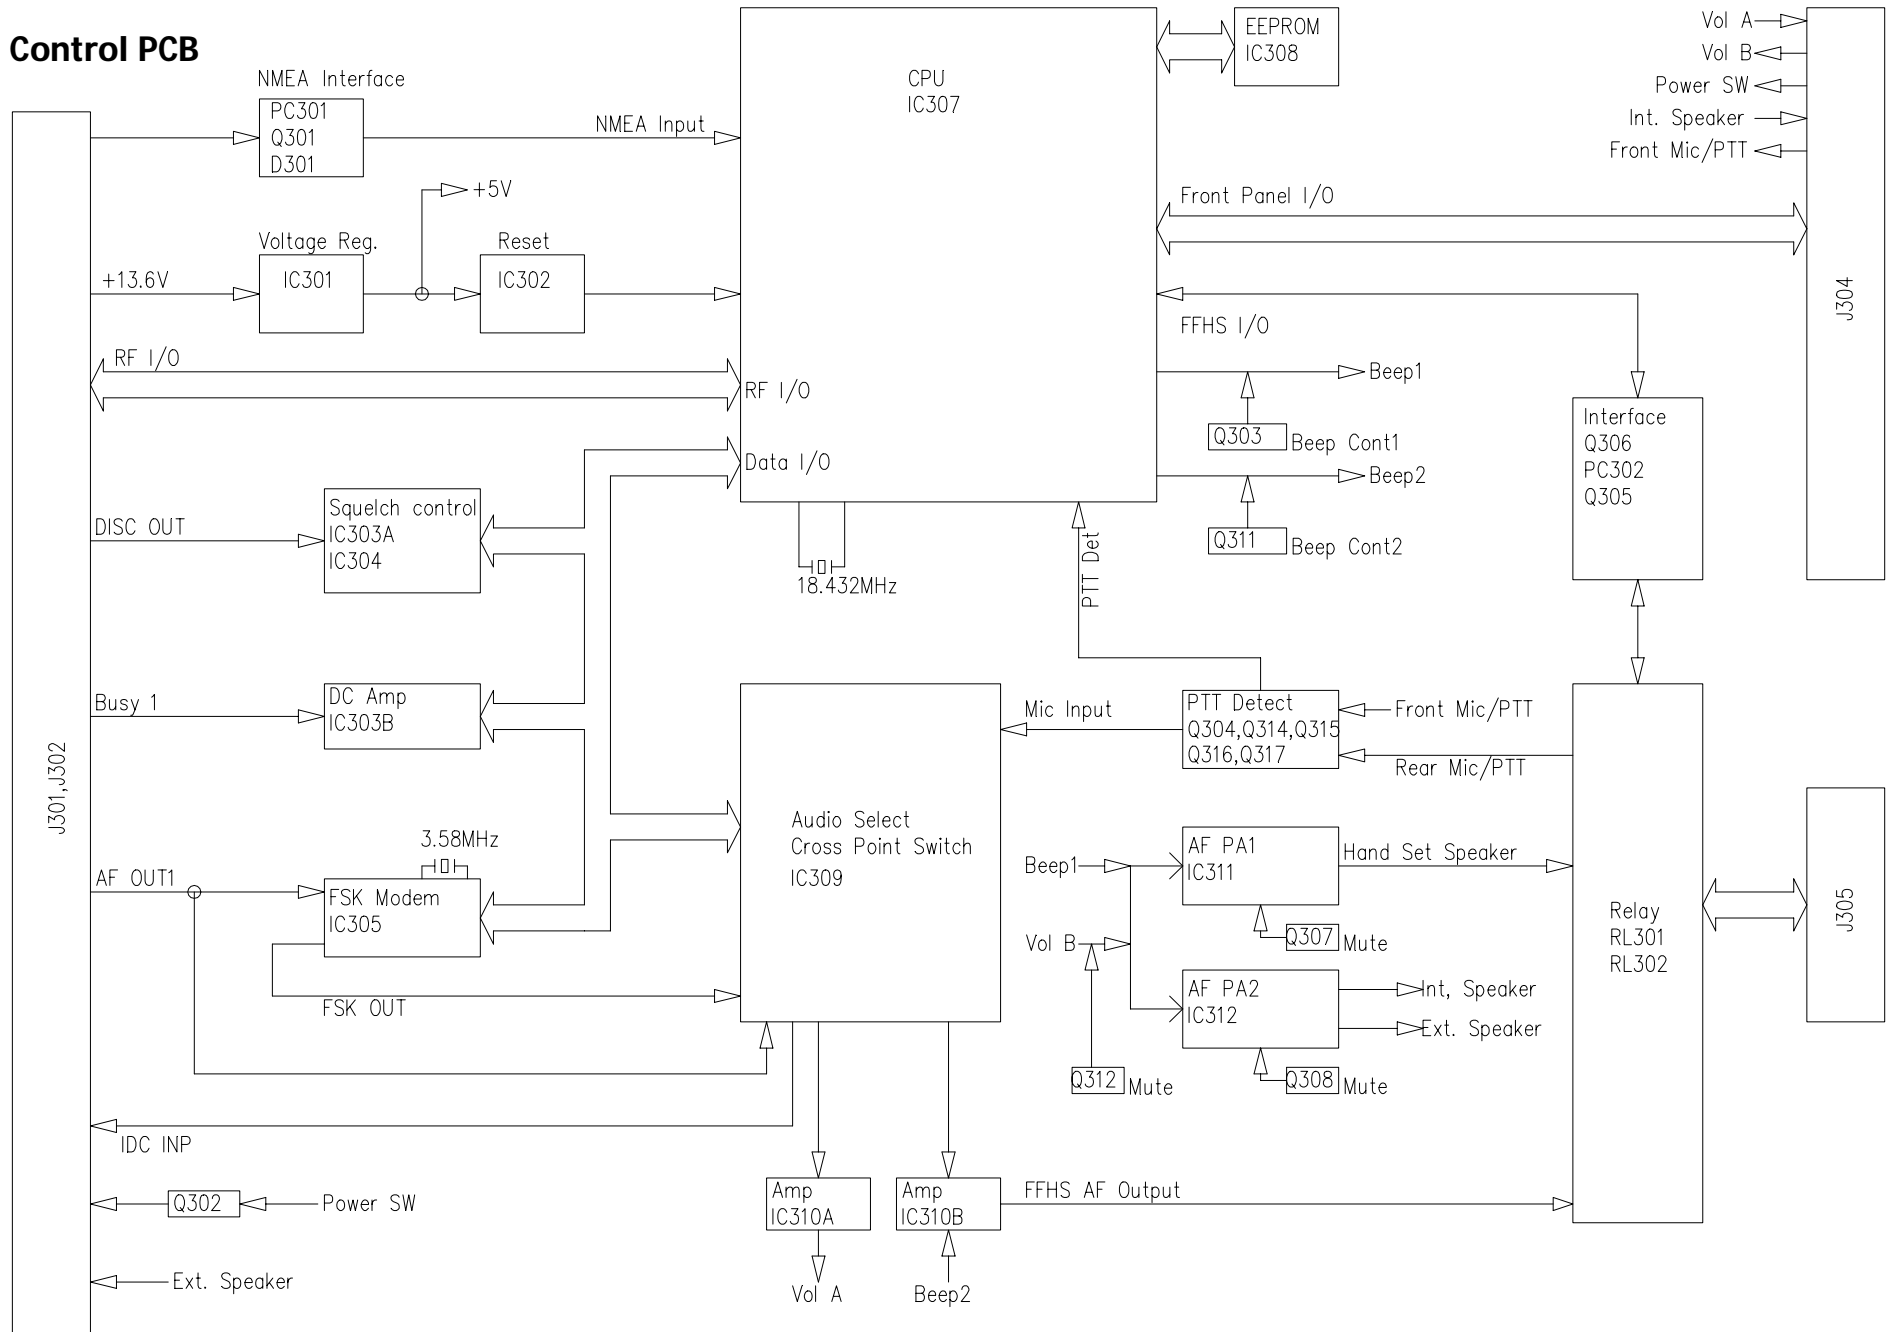 Control PCB
NMEA Interface
PC301
Q301
D301
NMEA Input
CPU
IC307
EEPROM
IC308
Vol A
Vol B
Power SW
Int. Speaker
Front Mic/PTT
J304
+5V
Voltage Reg.
IC301
Reset
IC302
+13.6V
Front Panel I/O
FFHS I/O
RF I/O
RF I/O
Data I/O
Beep1
Q303
Beep Cont1
Beep2
Q311
Beep Cont2
Interface
Q306
PC302
Q305
DISC OUT
Squelch control
IC303A
IC304
18.432MHz
PTT Det
Busy 1
DC Amp
IC303B
J301,J302
Mic Input
PTT Detect
Q304,Q314,Q315
Q316,Q317
Front Mic/PTT
Rear Mic/PTT
Audio Select
Cross Point Switch
IC309
3.58MHz
AF OUT1
FSK Modem
IC305
FSK OUT
Beep1
AF PA1
IC311
Hand Set Speaker
Q307
Mute
Vol B
AF PA2
IC312
Int, Speaker
Ext. Speaker
Q312
Mute
Q308
Mute
Relay
RL301
RL302
J305
IDC INP
Q302
Power SW
Amp
IC310A
Amp
IC310B
FFHS AF Output
Ext. Speaker
Vol A
Beep2